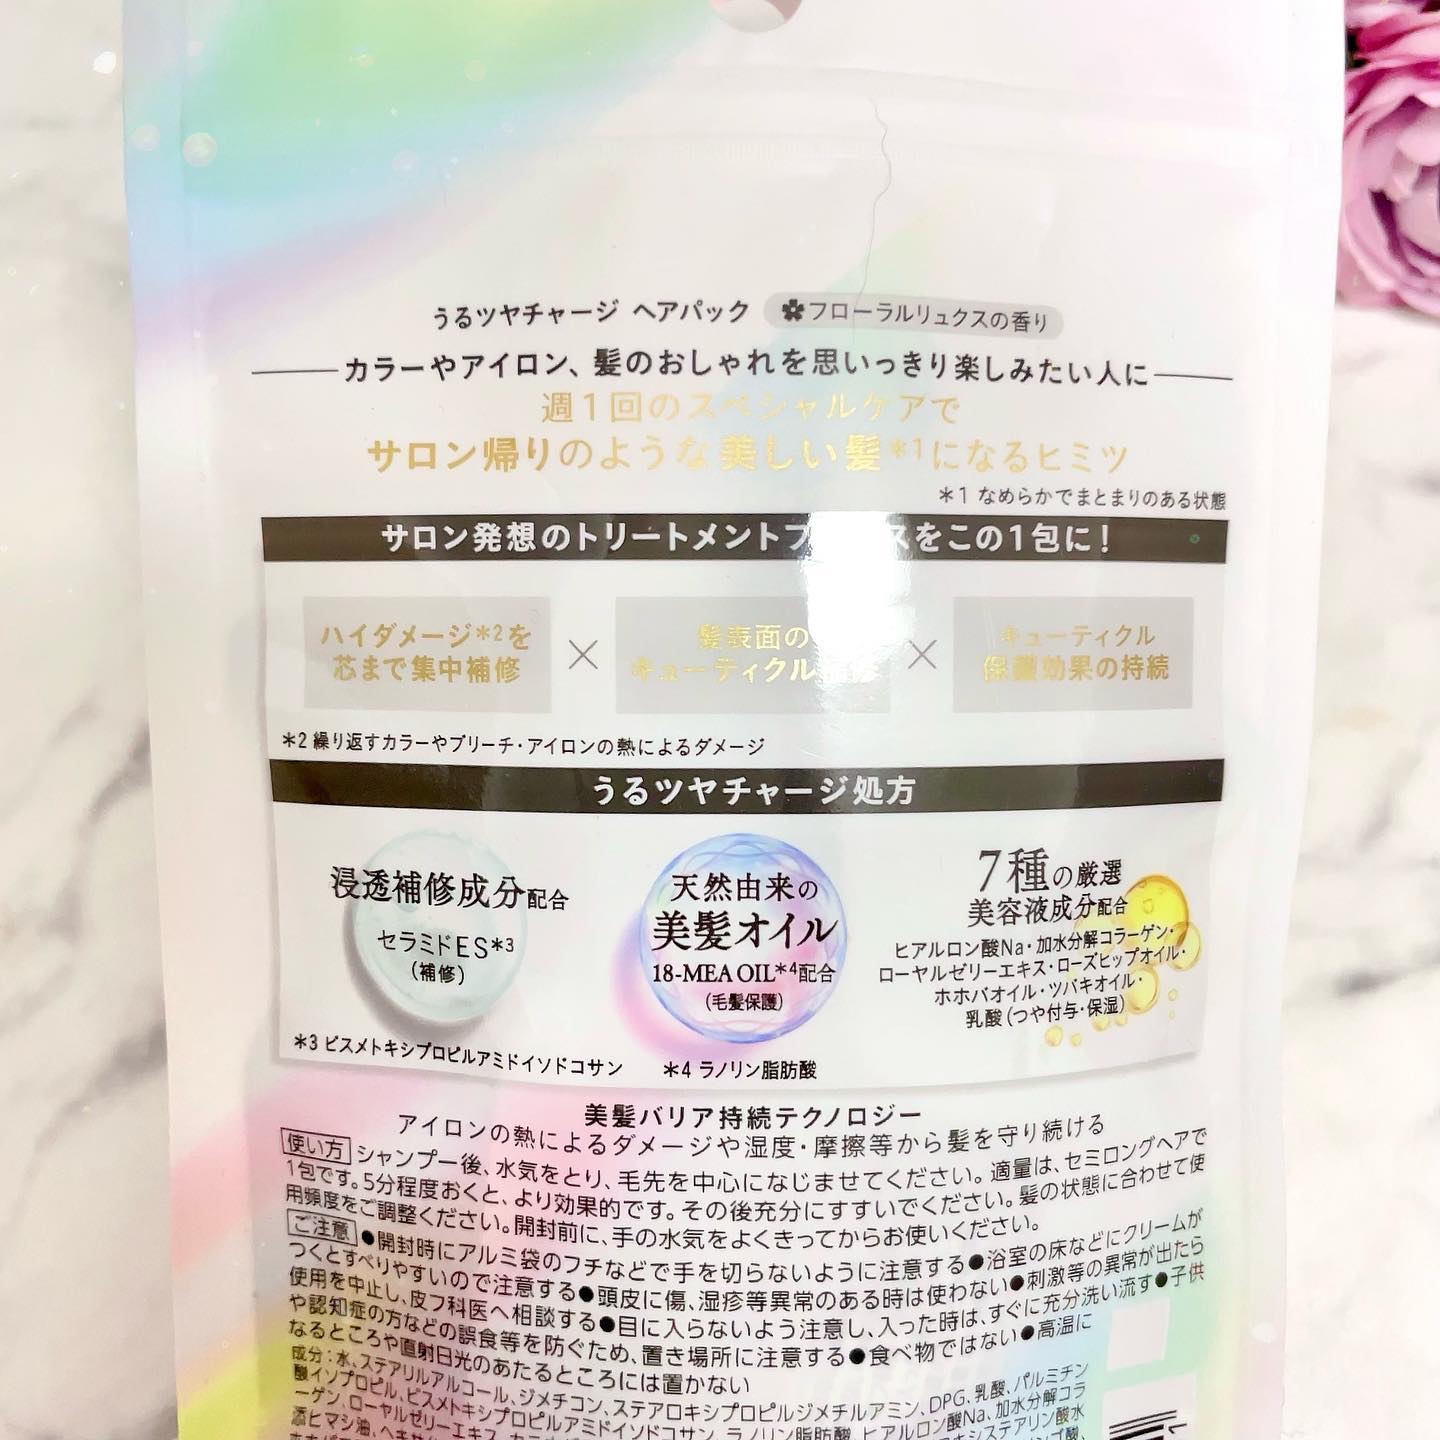 うるツヤチャージ ヘアパック フローラルリュクスの香り
カラーやアイロン、髪のおしゃれを思いっきり楽しみたい人に
週1回のスペシャルケアで
サロン帰りのような美しい髪*1になるヒミツ
*1 なめらかでまとまりのある状態
サロン発想のトリートメントプ スをこの1包に!
ハイダメージ*2を
芯まで集中補修
×
髪表面の
キューティクル
×
キューティクル
保護効果の持続
*2 繰り返すカラーやブリーチ・アイロンの熱によるダメージ
うるツヤチャージ処方
浸透補修成分配合
セラミドES*3
(補修)
*3 ビスメトキシプロピルアミドイソドコサン
天然由来の
美髪オイル
18-MEA OIL*4配合
(毛髪保護)
*4 ラノリン脂肪酸
7種の厳選
美容液成分配合
ヒアルロン酸Na・加水分解コラーゲン・
ローヤルゼリーエキス・ローズヒップオイル・
ホホバオイル・ツバキオイル・
乳酸(つや付与・保湿)
美髪バリア持続テクノロジー
アイロンの熱によるダメージや湿度・摩擦等から髪を守り続ける
使い方 シャンプー後、水気をとり、毛先を中心になじませてください。適量は、セミロングヘアで
1包です。5分程度おくと、より効果的です。その後充分にすすいでください。髪の状態に合わせて使
用頻度をご調整ください。開封前に、手の水気をよくきってからお使いください。
ご注意 ●開封時にアルミ袋のフチなどで手を切らないように注意する●浴室の床などにクリームが
つくとすべりやすいので注意する●頭皮に傷、湿疹等異常のある時は使わない●刺激等の異常が出たら
使用を中止し、皮フ科医へ相談する●目に入らないよう注意し、入った時は、すぐに充分洗い流す●子供
や認知症の方などの誤食等を防ぐため、置き場所に注意する●食べ物ではない●高温に
なるところや直射日光のあたるところには置かない
成分:水、ステアリルアルコール、ジメチコン、ステアロキシプロピルジメチルアミン、DPG、乳酸、パルミチン
酸イソプロピル、ビスメトキシプロピルアミドイソドコサン、ラノリン脂肪酸、ヒアルロン酸Na、加水分解コラ
ーゲン、ローヤルゼリーエキス、
添ヒマシ油、